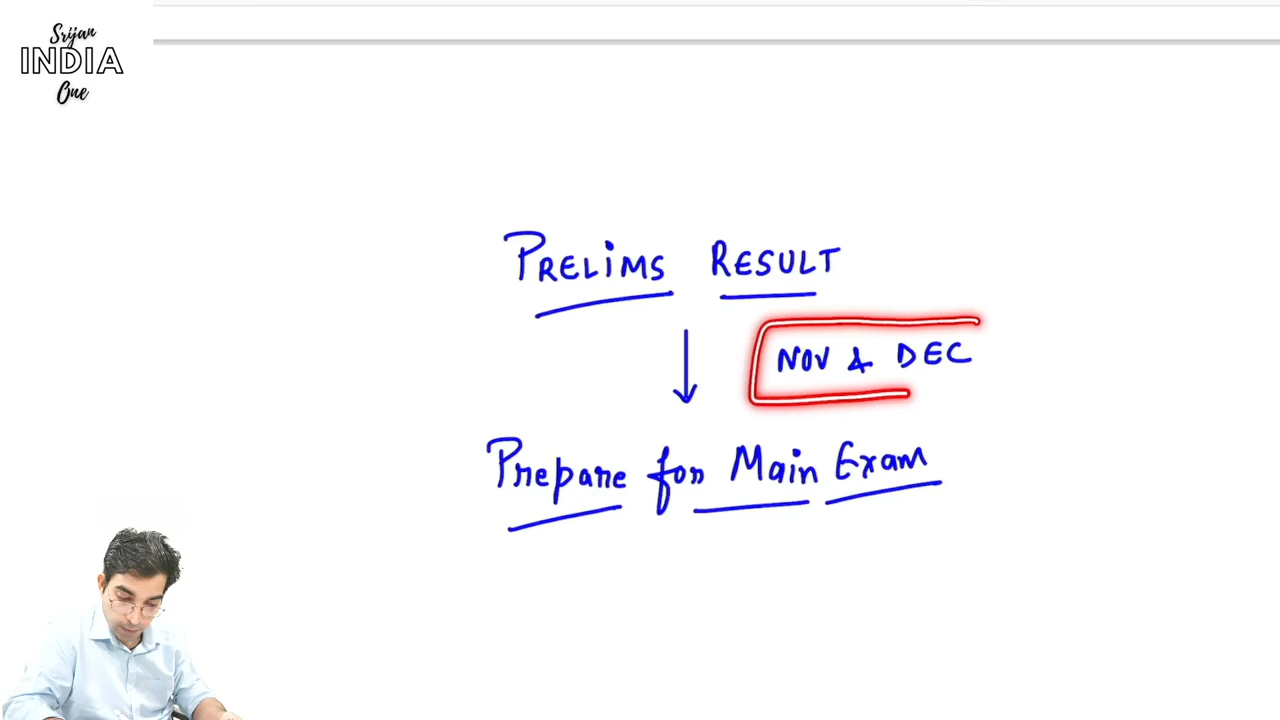 Srijan
INDIA
One
PRELIMS RESULT
NOV & DEC
Prepare for Main Exam